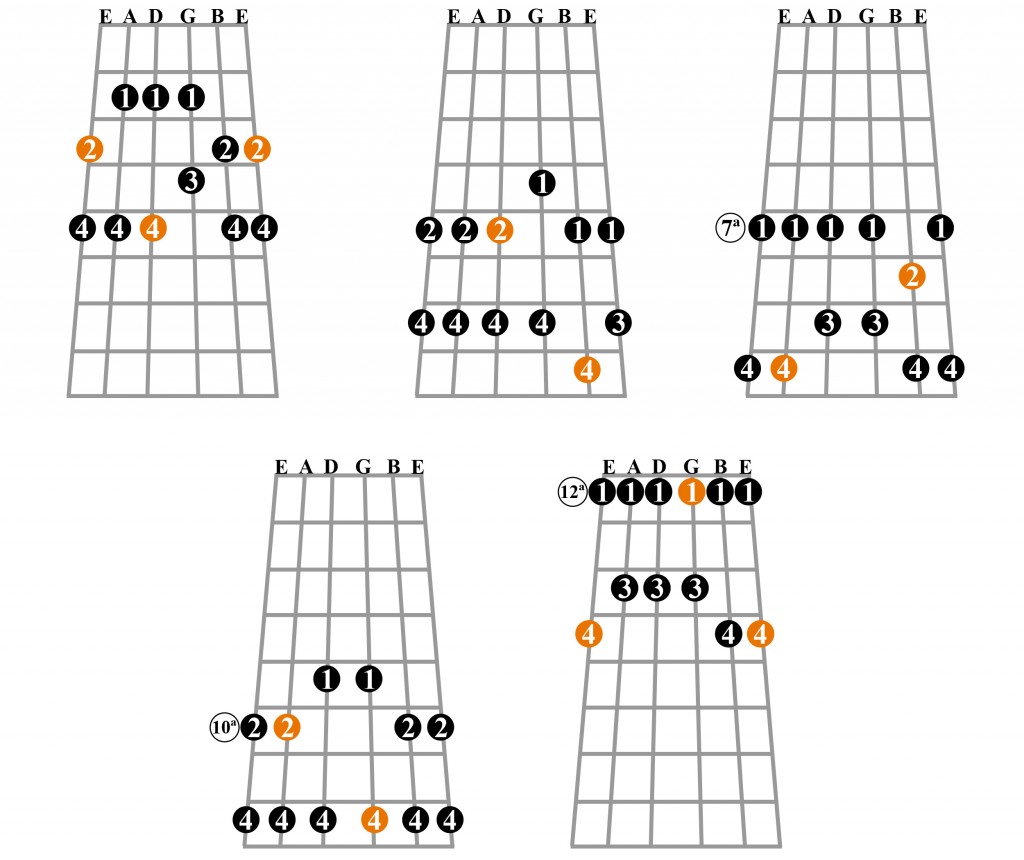 E A D G B E
E A D G B E
E A D G B E
1 1 1
1
2 2 2
3
4 4 4 4 4
2 2 2 1 1
7ª 1 1 1 1 1
2
4 4 4 4 3
3 3
4
4 4 4 4
E A D G B E
E A D G B E
12ª 1 1 1 1 1 1
3 3 3
4 4 4
1 1
10ª 2 2 2 2
4 4 4 4 4 4